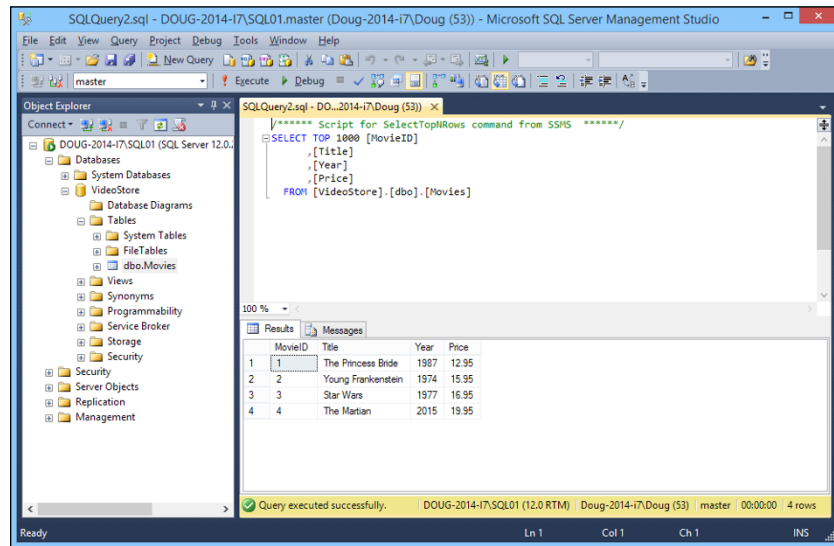 SQLQuery2.sql - DOUG-2014-I7\SQL01.master (Doug-2014-i7\Doug (53)) - Microsoft SQL Server Management Studio
File Edit View Query Project Debug Tools Window Help
New Query
master Execute Debug
Object Explorer
Connect
DOUG-2014-I7\SQL01 (SQL Server 12.0.
Databases
System Databases
VideoStore
Database Diagrams
Tables
System Tables
FileTables
dbo.Movies
Views
Synonyms
Programmability
Service Broker
Storage
Security
Security
Server Objects
Replication
Management
SQLQuery2.sql - DO...2014-i7\Doug (53))
/****** Script for SelectTopNRows command from SSMS ******/
SELECT TOP 1000 [MovieID]
,[Title]
,[Year]
,[Price]
FROM [VideoStore].[dbo].[Movies]
100 %
Results Messages
MovieID Title Year Price
1 1 The Princess Bride 1987 12.95
2 2 Young Frankenstein 1974 15.95
3 3 Star Wars 1977 16.95
4 4 The Martian 2015 19.95
Query executed successfully. DOUG-2014-I7\SQL01 (12.0 RTM) Doug-2014-i7\Doug (53) master 00:00:00 4 rows
Ready Ln 1 Col 1 Ch 1 INS